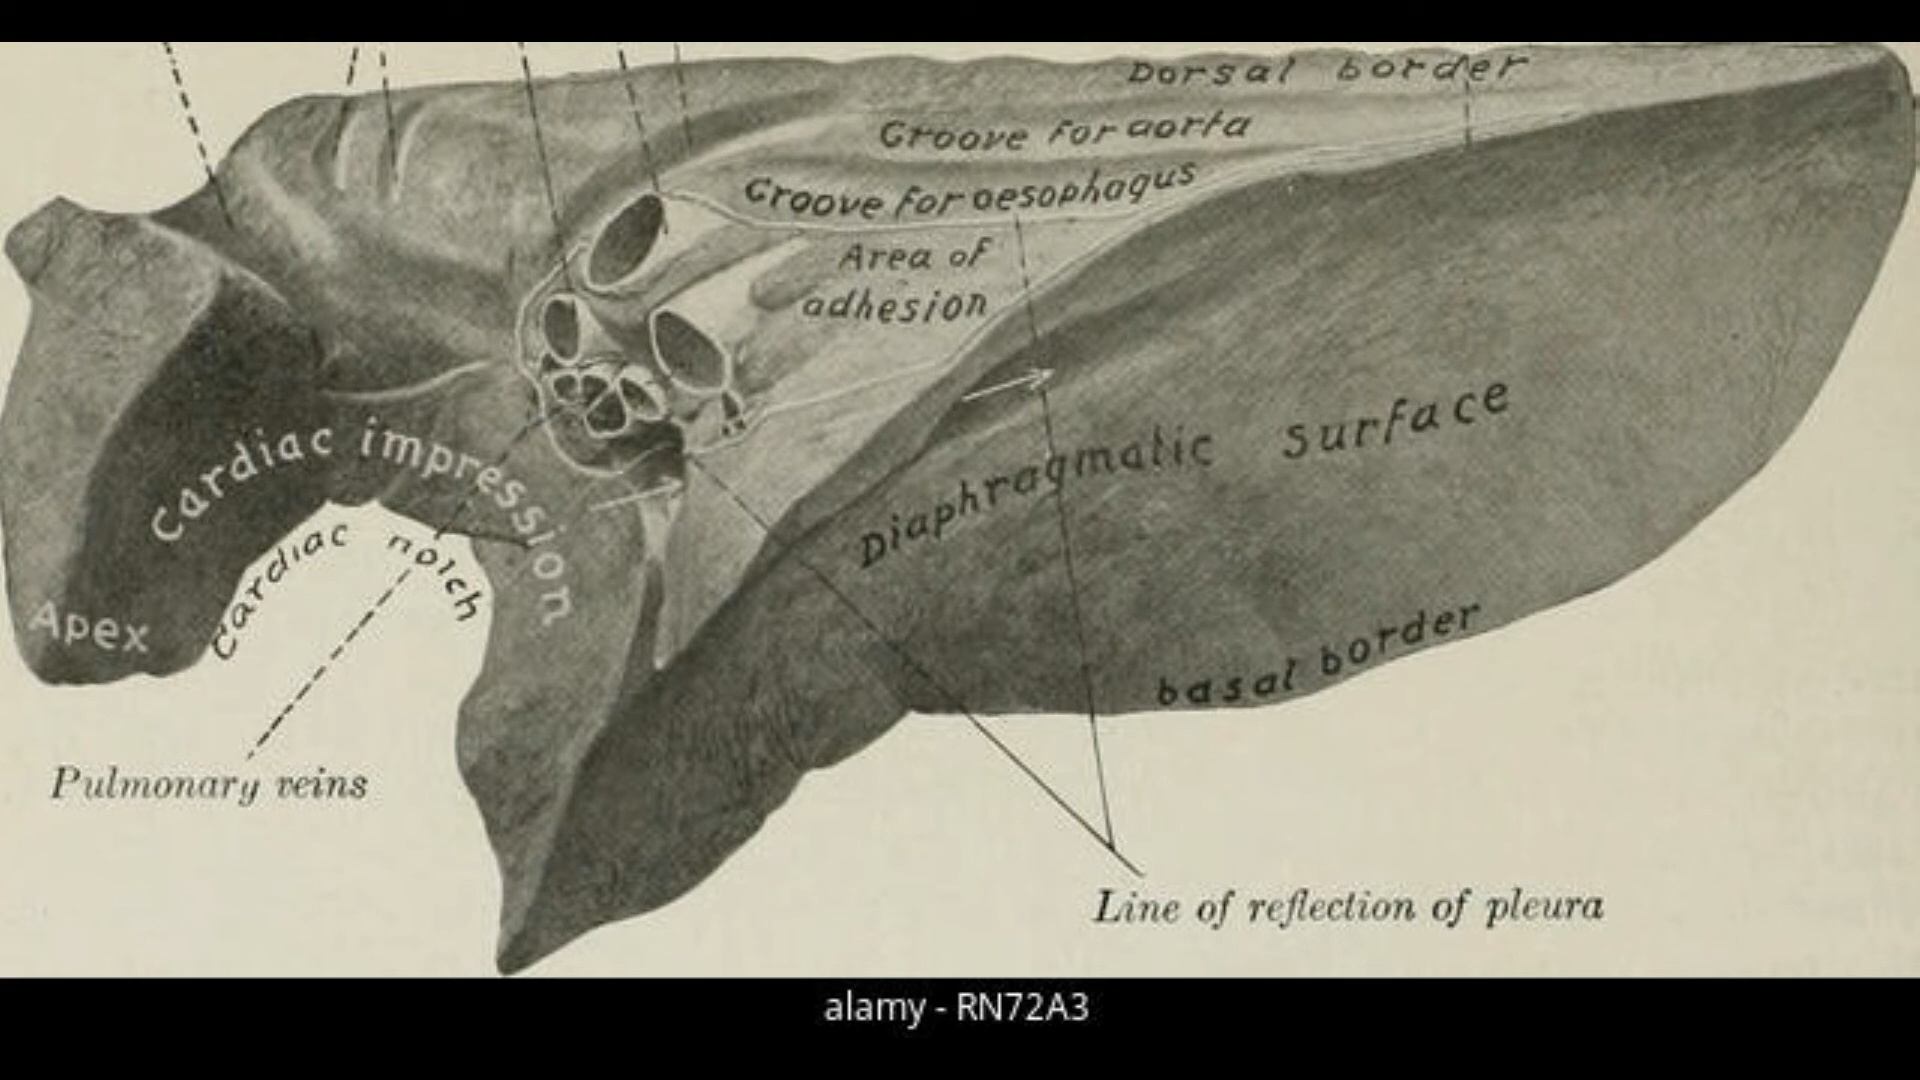 Dorsal border
Groove for aorta
Groove for oesophagus
Area of
adhesion
Cardiac impression
Diaphragmatic surface
Cardiac notch
Apex
basal border
Pulmonary veins
Line of reflection of pleura
alamy - RN72A3